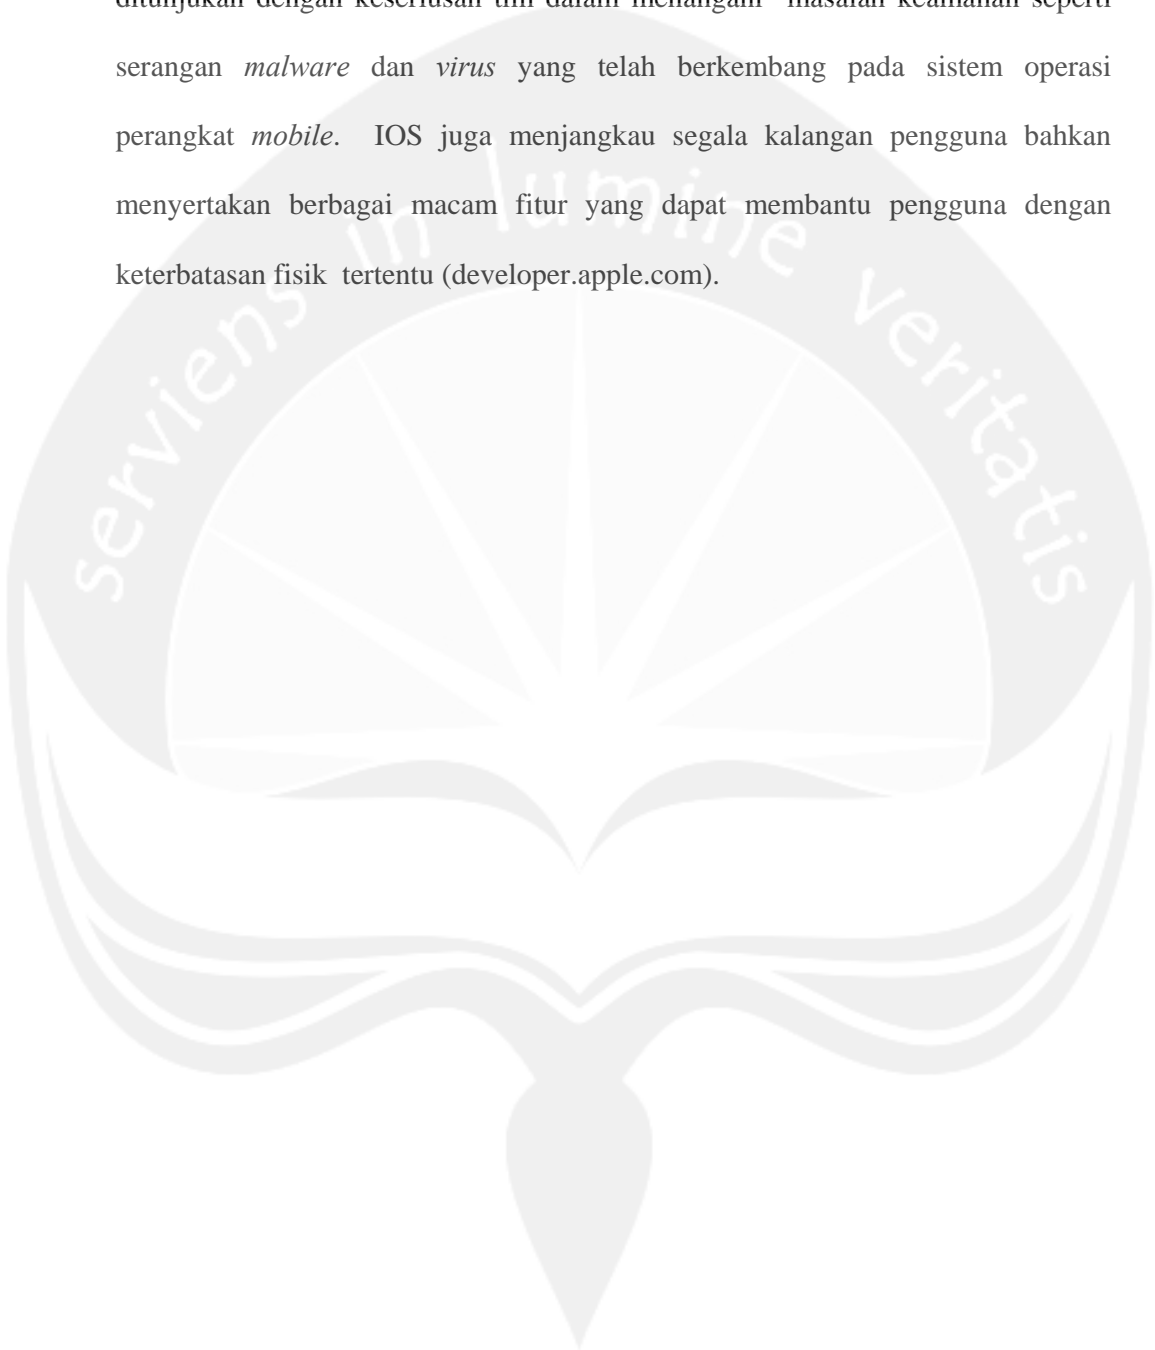 ditunjukan dengan keseriusan tim dalam menangani masalah keamanan seperti
serangan malware dan virus yang telah berkembang pada sistem operasi
perangkat mobile. IOS juga menjangkau segala kalangan pengguna bahkan
menyertakan berbagai macam fitur yang dapat membantu pengguna dengan
keterbatasan fisik tertentu (developer.apple.com).
serviens in lumine veritatis